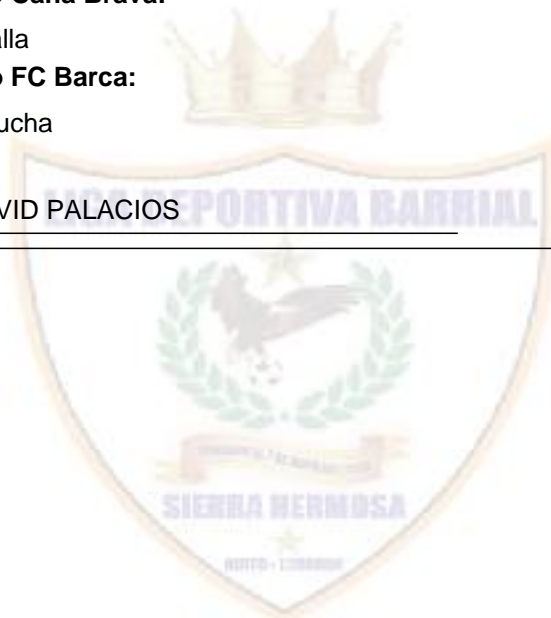 Caña Brava:
alla
FC Barca:
ucha
VID PALACIOS
LIGA DEPORTIVA BARRIAL
SIERRA HERMOSA